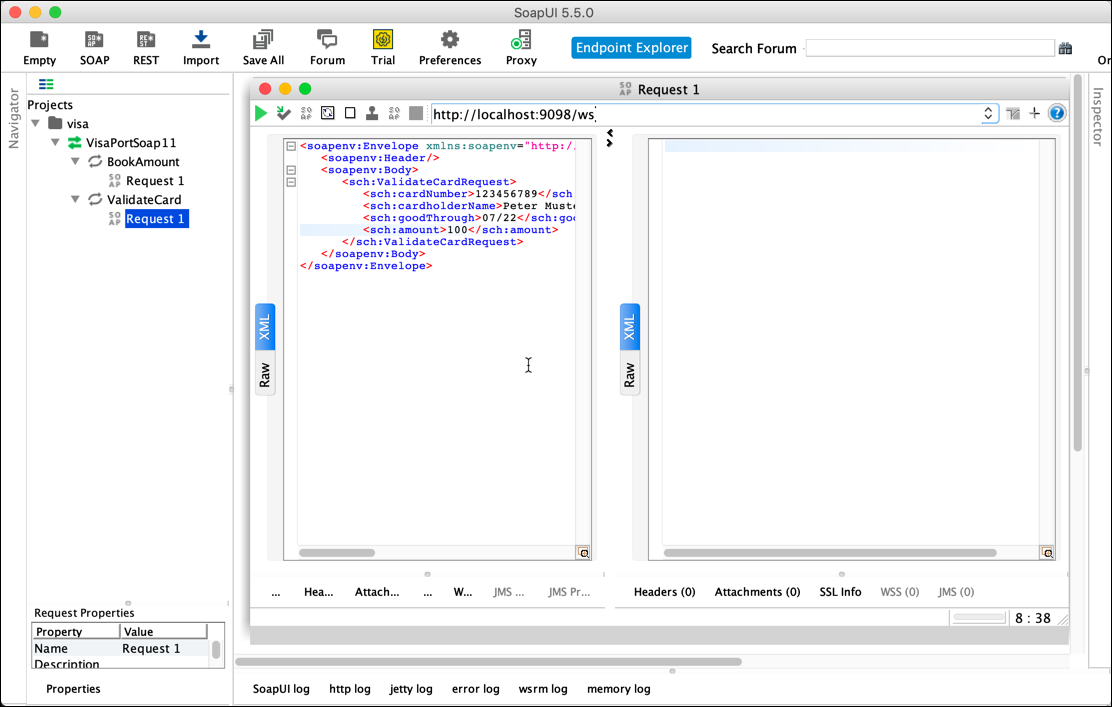 SoapUI 5.5.0
Empty SOAP REST Import Save All Forum Trial Preferences Proxy Endpoint Explorer Search Forum Or
Navigator
Projects
visa
VisaPortSoap11
BookAmount
Request 1
ValidateCard
Request 1
Request 1
http://localhost:9098/ws
<soapenv:Envelope xmlns:soapenv="http:/.
<soapenv:Header/>
<soapenv:Body>
<sch:ValidateCardRequest>
<sch:cardNumber>123456789</sch
<sch:cardholderName>Peter Muste
<sch:goodThrough>07/22</sch:goo
<sch:amount>100</sch:amount>
</sch:ValidateCardRequest>
</soapenv:Body>
</soapenv:Envelope>
XML
Raw
XML
Raw
... Hea... Attach... ... W... JMS ... JMS Pr...
Headers (0) Attachments (0) SSL Info WSS (0) JMS (0)
8 : 38
Inspector
Request Properties
Property Value
Name Request 1
Description
Properties
SoapUI log http log jetty log error log wsrm log memory log